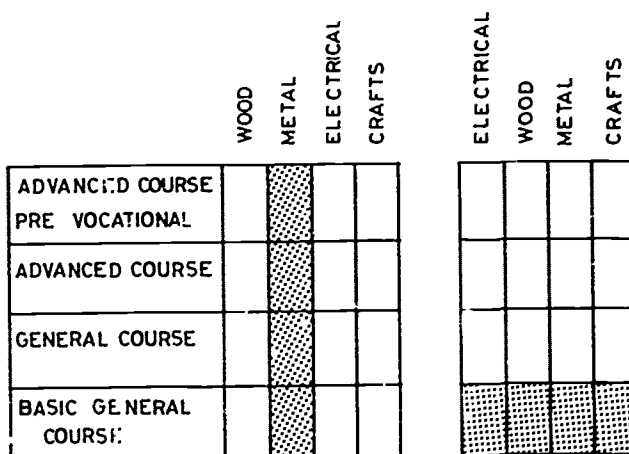 WOOD
METAL
ELECTRICAL
CRAFTS
ELECTRICAL
WOOD
METAL
CRAFTS
ADVANCED COURSE
PRE VOCATIONAL
ADVANCED COURSE
GENERAL COURSE
BASIC GENERAL
COURSE